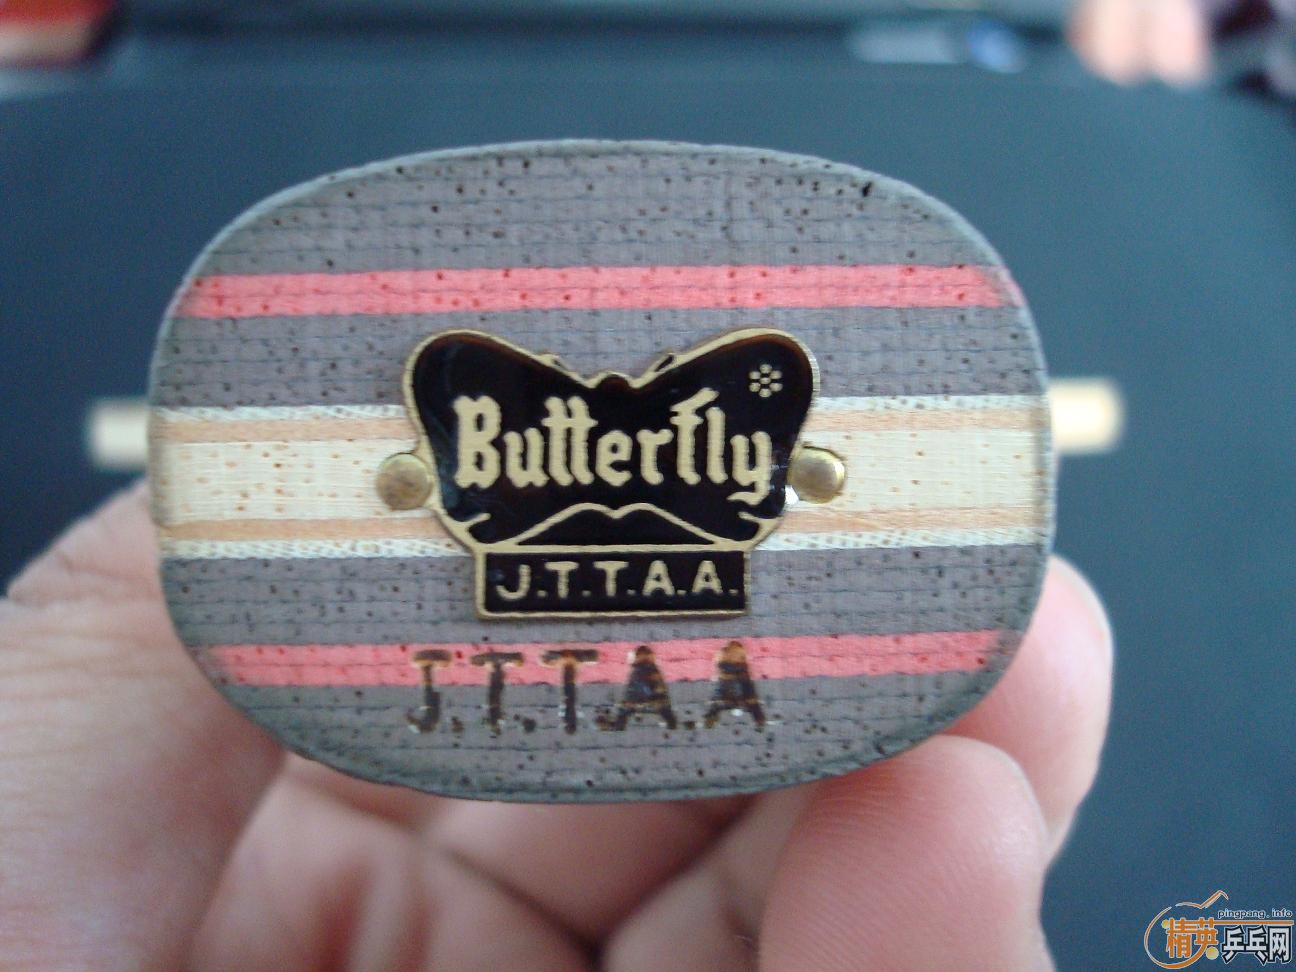 Butterfly
J.T.T.A.A.
J.T.T.A.A
pingpang.info
精英乒乓网